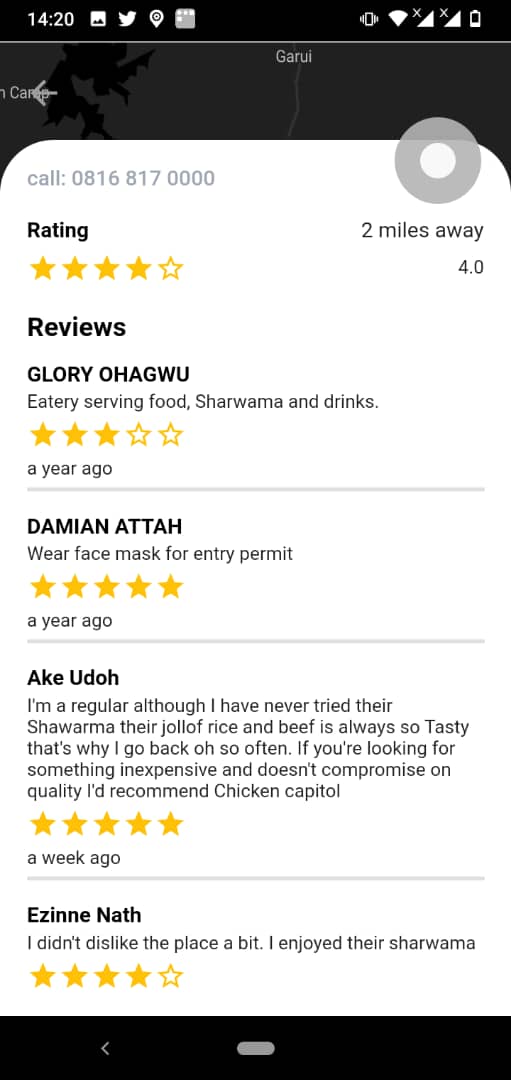 14:20
Garui
n Camp
call: 0816 817 0000
Rating
2 miles away
4.0
Reviews
GLORY OHAGWU
Eatery serving food, Sharwama and drinks.
a year ago
DAMIAN ATTAH
Wear face mask for entry permit
a year ago
Ake Udoh
I'm a regular although I have never tried their
Shawarma their jollof rice and beef is always so Tasty
that's why I go back oh so often. If you're looking for
something inexpensive and doesn't compromise on
quality I'd recommend Chicken capitol
a week ago
Ezinne Nath
I didn't dislike the place a bit. I enjoyed their sharwama